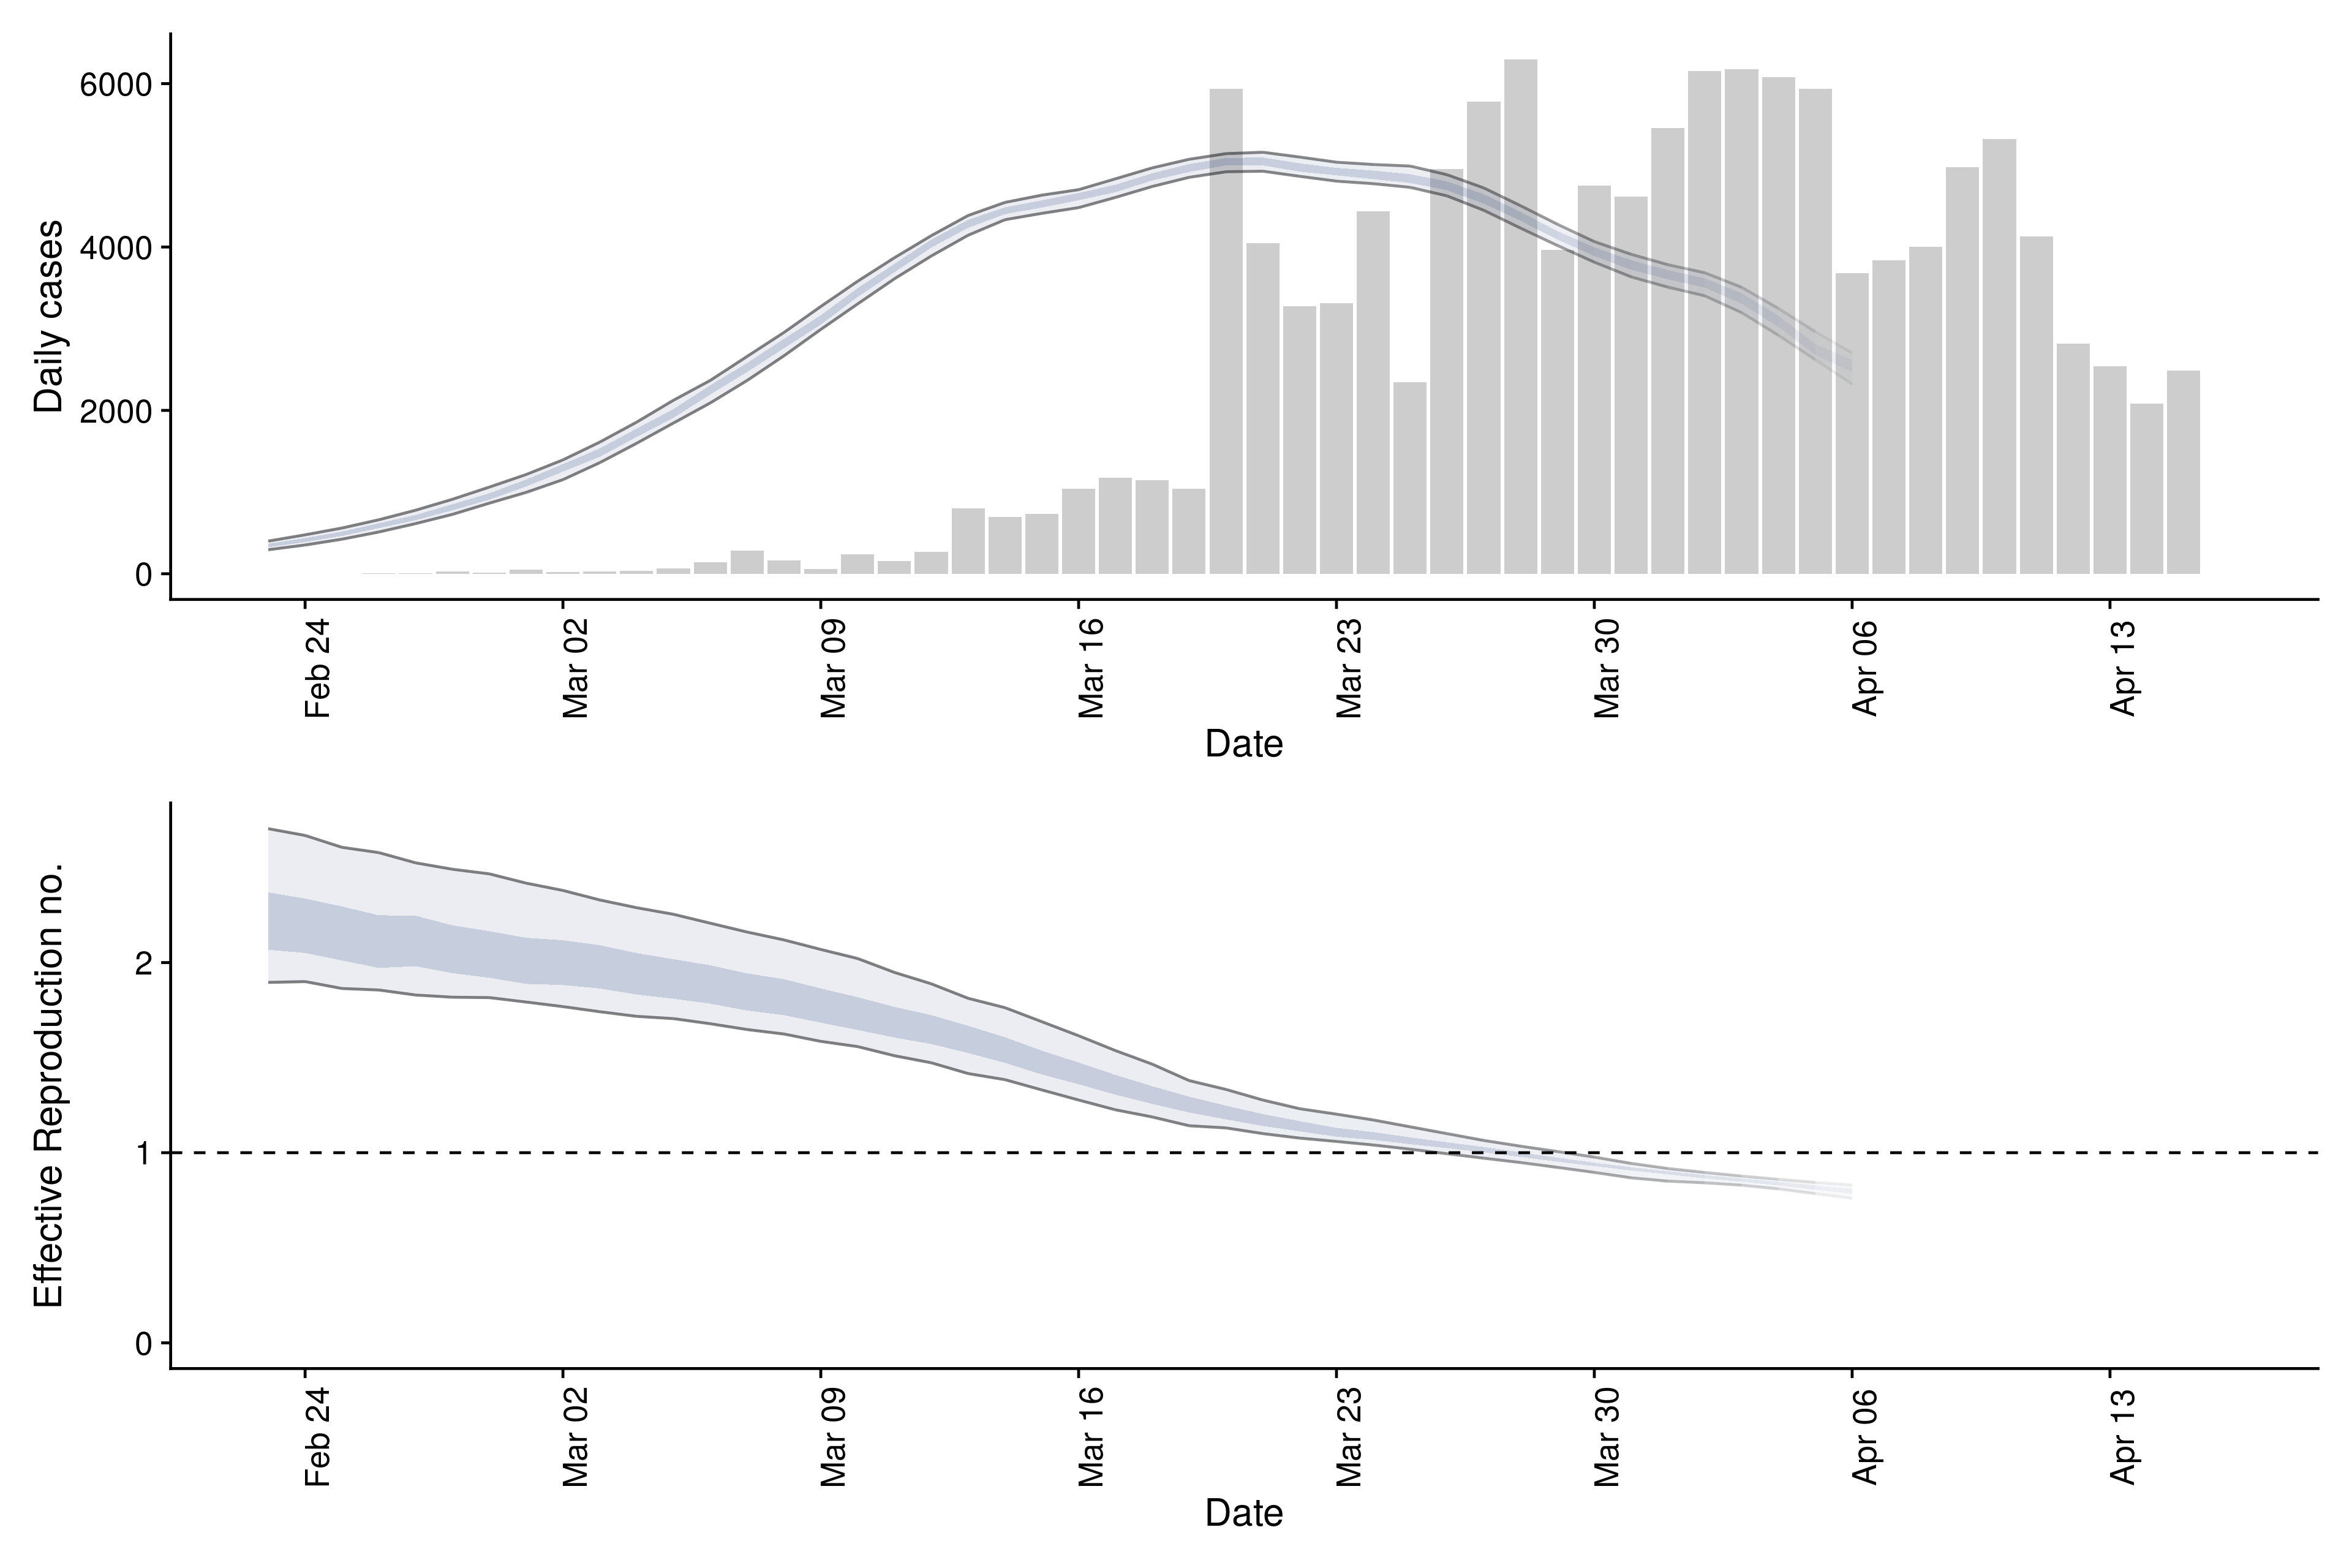 Daily cases
6000
4000
2000
0
Feb 24
Mar 02
Mar 09
Mar 16
Mar 23
Mar 30
Apr 06
Apr 13
Date
Effective Reproduction no.
2
1
0
Feb 24
Mar 02
Mar 09
Mar 16
Mar 23
Mar 30
Apr 06
Apr 13
Date